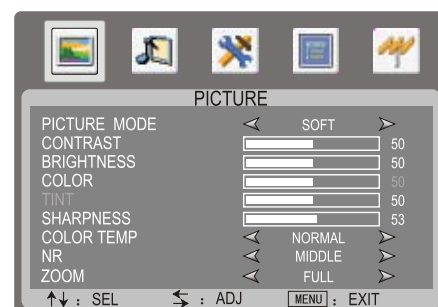 PICTURE
PICTURE MODE SOFT
CONTRAST 50
BRIGHTNESS 50
COLOR 50
TINT 50
SHARPNESS 53
COLOR TEMP NORMAL
NR MIDDLE
ZOOM FULL
: SEL : ADJ MENU : EXIT